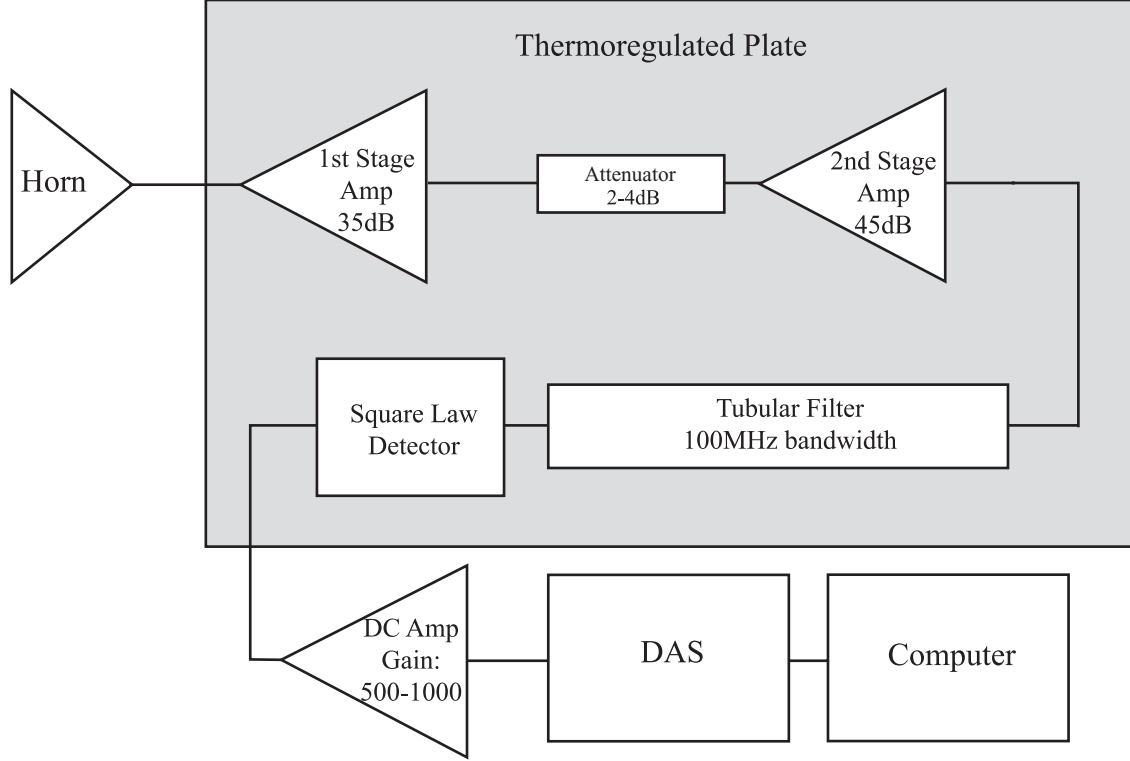 Thermoregulated Plate
Horn
1st Stage
Amp
35dB
Attenuator
2-4dB
2nd Stage
Amp
45dB
Square Law
Detector
Tubular Filter
100MHz bandwidth
DC Amp
Gain:
500-1000
DAS
Computer